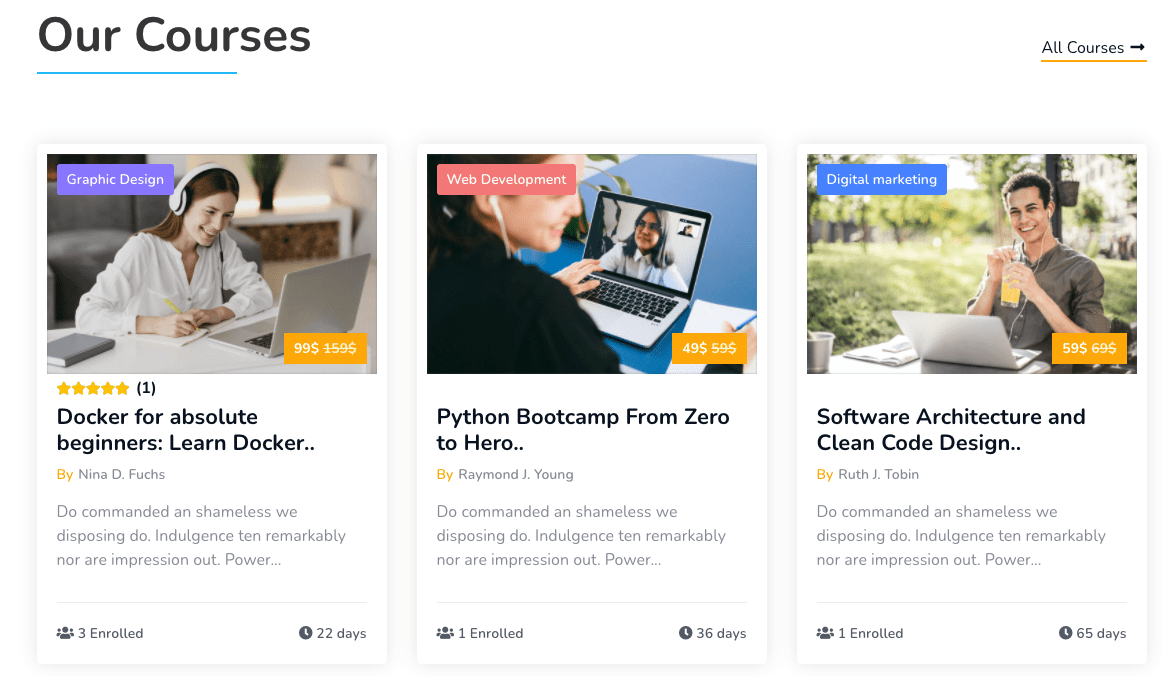 Our Courses
All Courses
Graphic Design
99$ 159$
(1)
Docker for absolute
beginners: Learn Docker..
By Nina D. Fuchs
Do commanded an shameless we
disposing do. Indulgence ten remarkably
nor are impression out. Power...
3 Enrolled
22 days
Web Development
49$ 59$
Python Bootcamp From Zero
to Hero..
By Raymond J. Young
Do commanded an shameless we
disposing do. Indulgence ten remarkably
nor are impression out. Power...
1 Enrolled
36 days
Digital marketing
59$ 69$
Software Architecture and
Clean Code Design..
By Ruth J. Tobin
Do commanded an shameless we
disposing do. Indulgence ten remarkably
nor are impression out. Power...
1 Enrolled
65 days